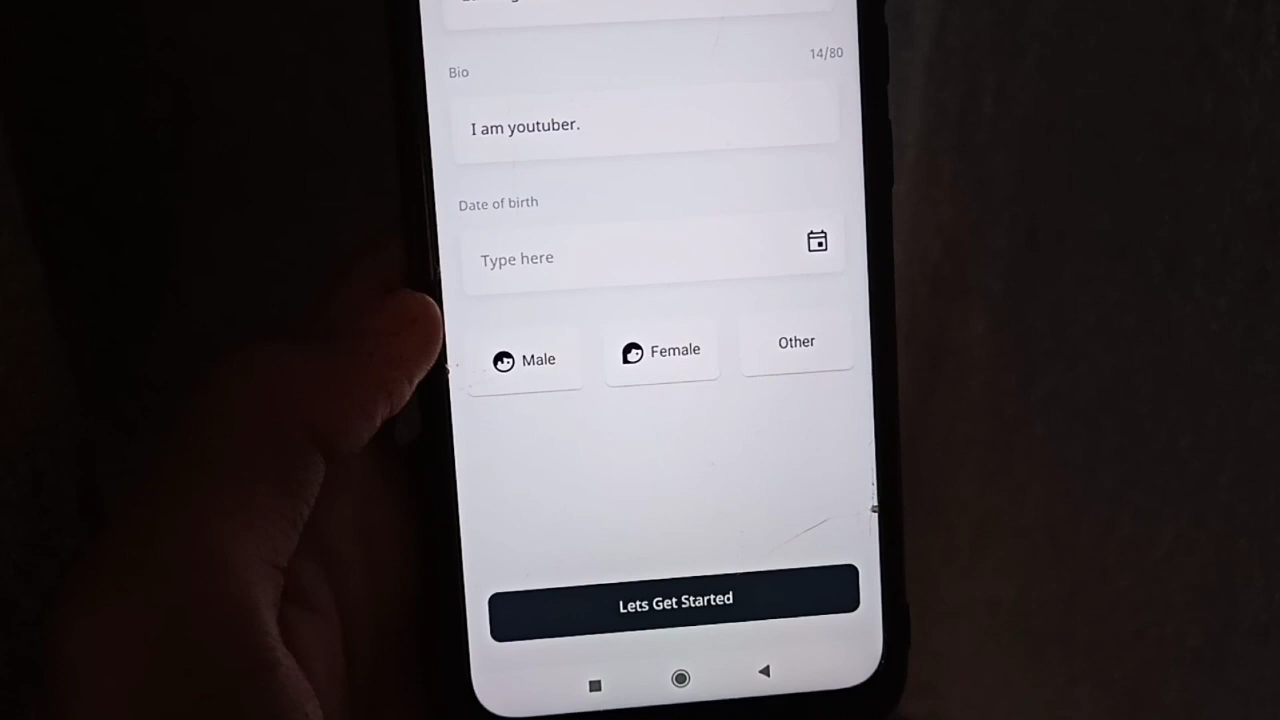 14/80
Bio
I am youtuber.
Date of birth
Type here
Male
Female
Other
Lets Get Started